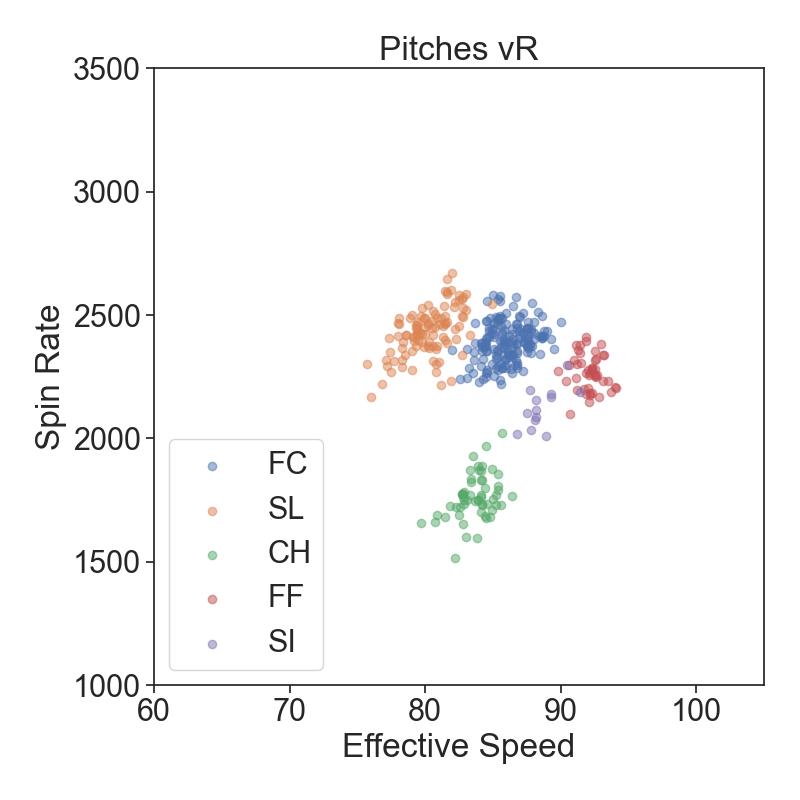 Pitches vR
3500
3000
2500
2000
1500
1000
Spin Rate
FC
SL
CH
FF
SI
60 70 80 90 100
Effective Speed